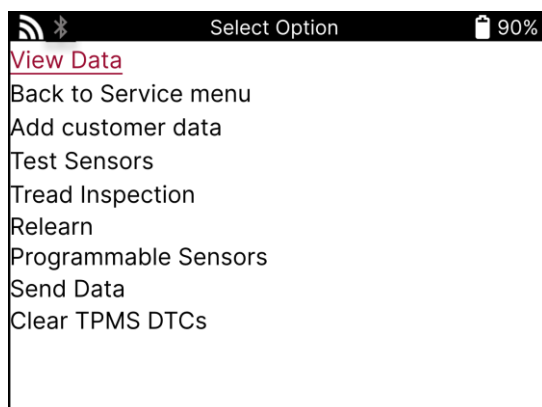 Select Option 90%
View Data
Back to Service menu
Add customer data
Test Sensors
Tread Inspection
Relearn
Programmable Sensors
Send Data
Clear TPMS DTCs